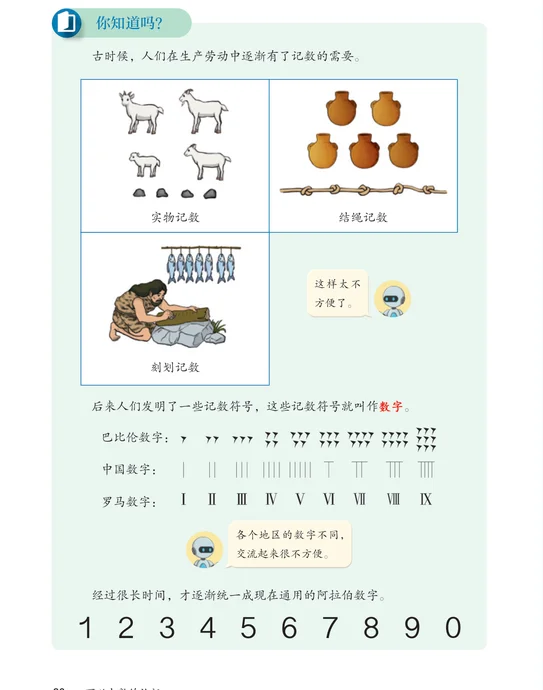 你知道吗？
古时候，人们在生产劳动中逐渐有了记数的需要。
实物记数
结绳记数
这样太不
方便了。
刻划记数
后来人们发明了一些记数符号，这些记数符号就叫作数字。
巴比伦数字：
中国数字：
罗马数字： Ⅰ Ⅱ Ⅲ Ⅳ Ⅴ Ⅵ Ⅶ Ⅷ Ⅸ
各个地区的数字不同，
交流起来很不方便。
经过很长时间，才逐渐统一成现在通用的阿拉伯数字。
1 2 3 4 5 6 7 8 9 0